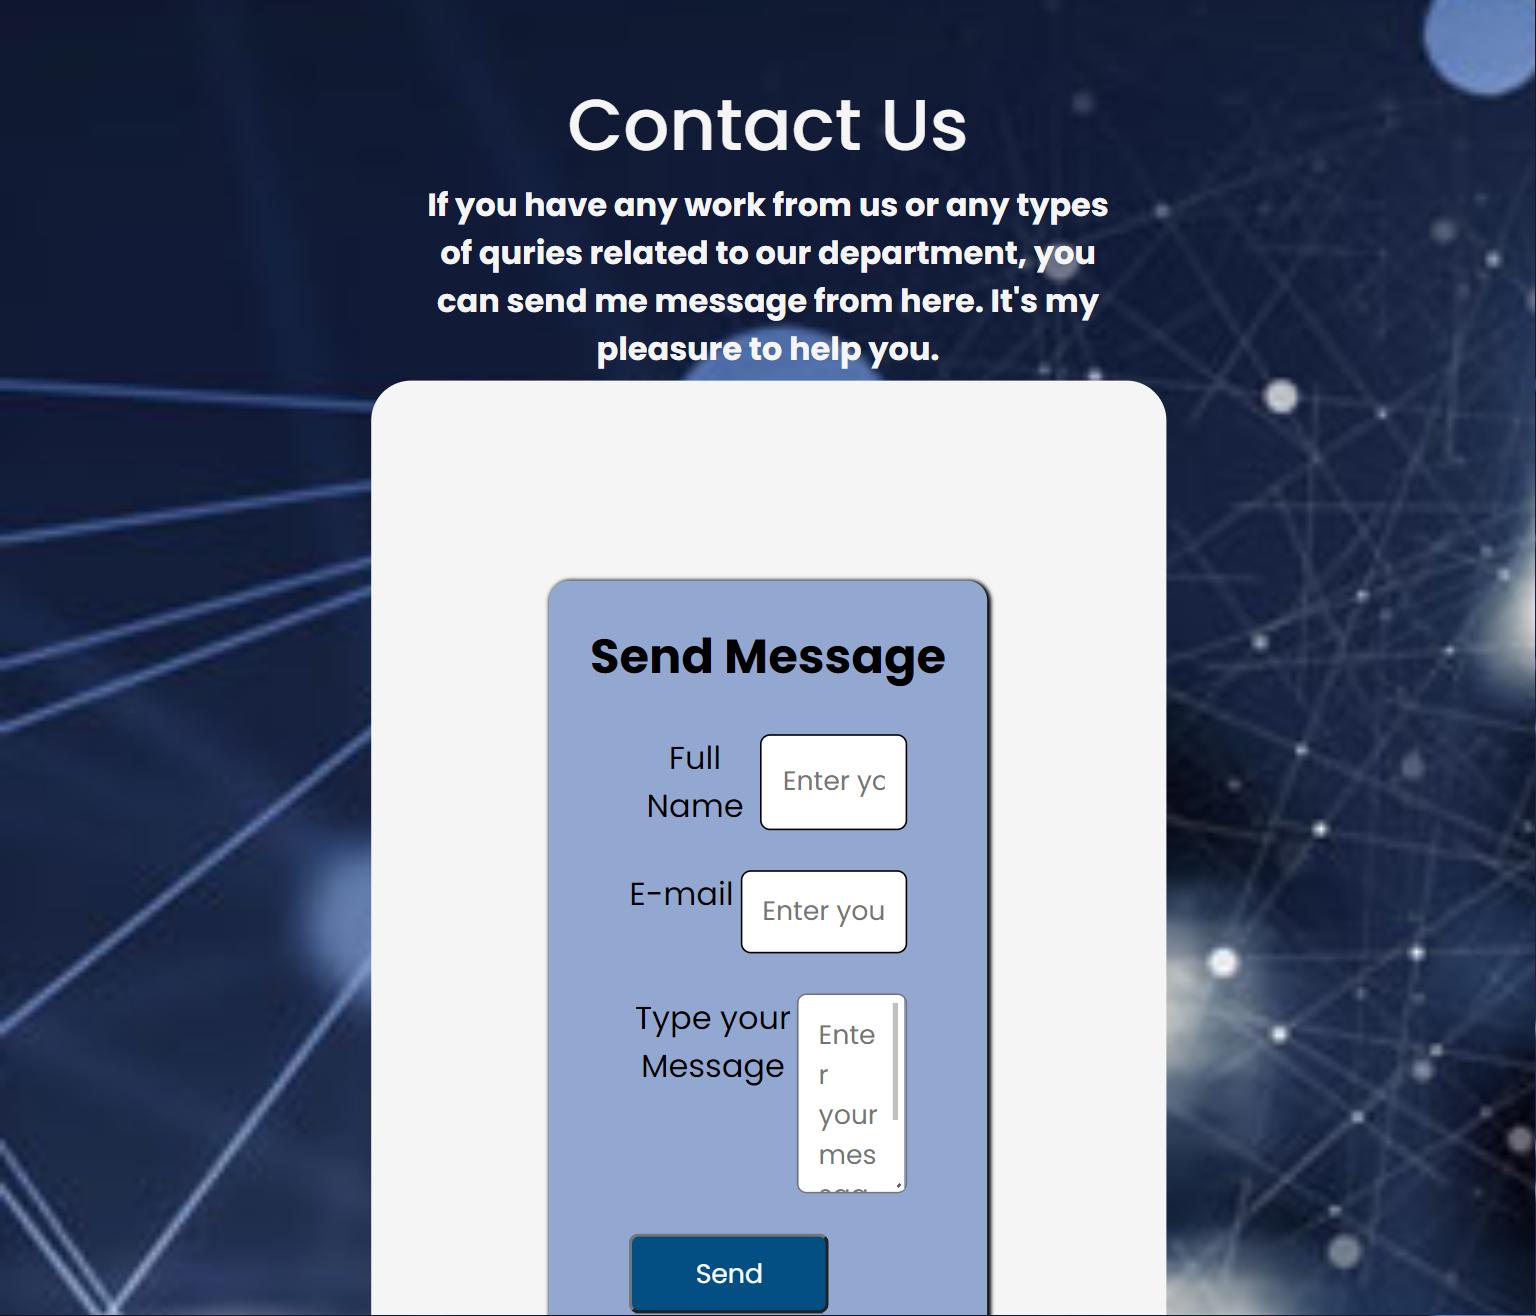 Contact Us
If you have any work from us or any types
of quries related to our department, you
can send me message from here. It's my
pleasure to help you.
Send Message
Full
Name
Enter yo
E-mail
Enter you
Type your
Message
Ente
r
your
mes
Send